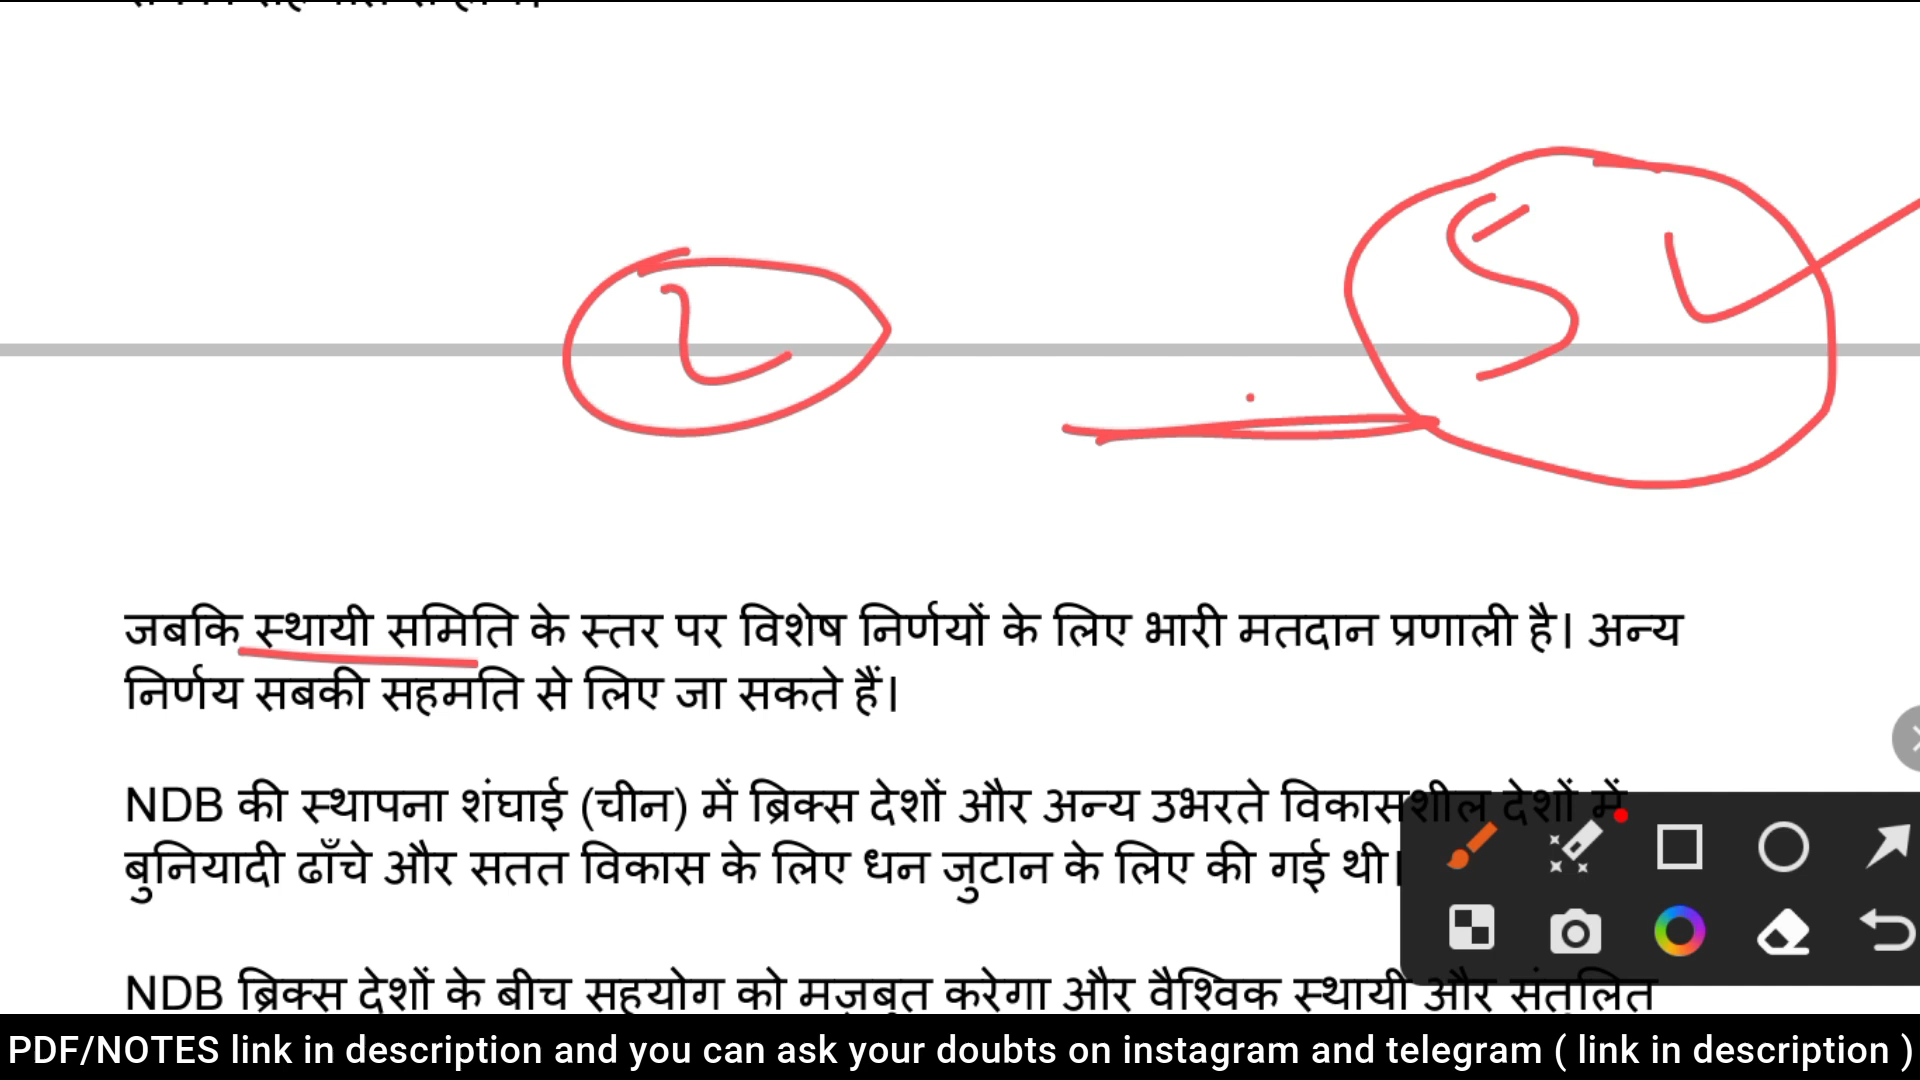 जबकि स्थायी समिति के स्तर पर विशेष निर्णयों के लिए भारी मतदान प्रणाली है। अन्य
निर्णय सबकी सहमति से लिए जा सकते हैं।
NDB की स्थापना शंघाई (चीन) में ब्रिक्स देशों और अन्य उभरते विकासशील देशों में
बुनियादी ढाँचे और सतत विकास के लिए धन जुटान के लिए की गई थी।
NDB ब्रिक्स देशों के बीच सहयोग को मज़बूत करेगा और वैश्विक स्थायी और संतुलित
PDF/NOTES link in description and you can ask your doubts on instagram and telegram ( link in description )